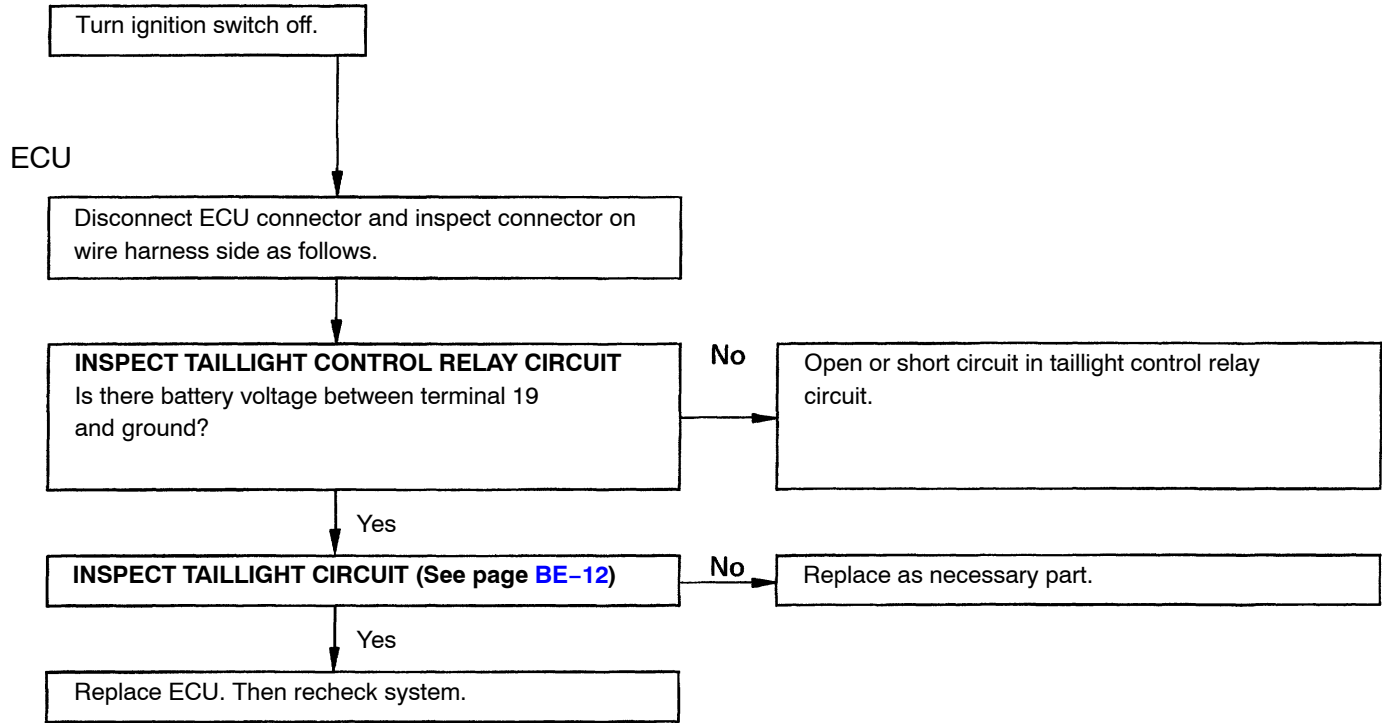 Turn ignition switch off.
ECU
Disconnect ECU connector and inspect connector on
wire harness side as follows.
INSPECT TAILLIGHT CONTROL RELAY CIRCUIT
Is there battery voltage between terminal 19
and ground?
No
Open or short circuit in taillight control relay
circuit.
Yes
INSPECT TAILLIGHT CIRCUIT (See page BE−12)
No
Replace as necessary part.
Yes
Replace ECU. Then recheck system.